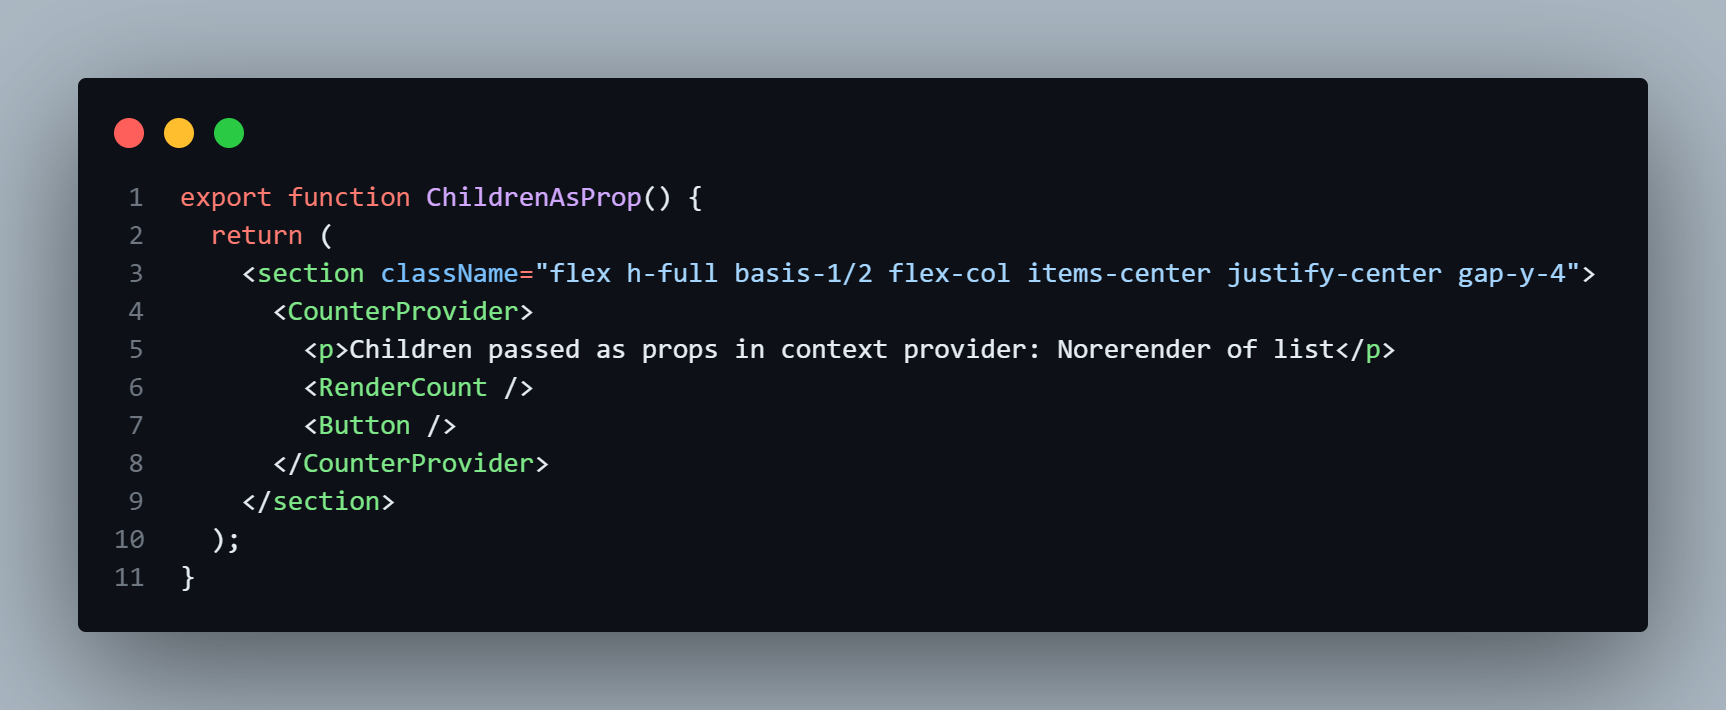 1 export function ChildrenAsProp() {
2   return (
3     <section className="flex h-full basis-1/2 flex-col items-center justify-center gap-y-4">
4       <CounterProvider>
5         <p>Children passed as props in context provider: Norerender of list</p>
6         <RenderCount />
7         <Button />
8       </CounterProvider>
9     </section>
10   );
11 }